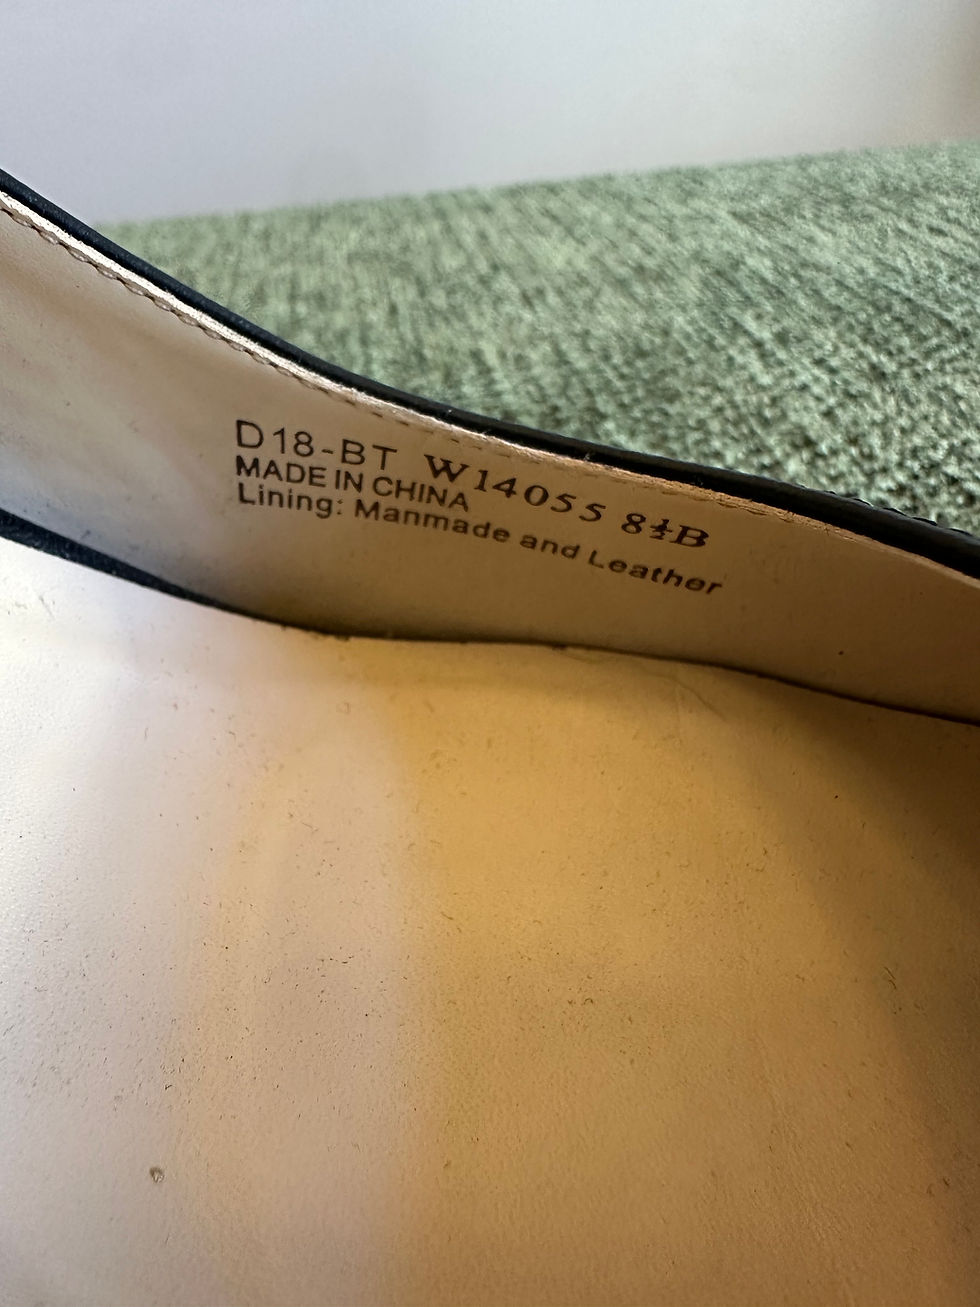 D18-BT W14055 8½B
MADE IN CHINA
Lining: Manmade and Leather